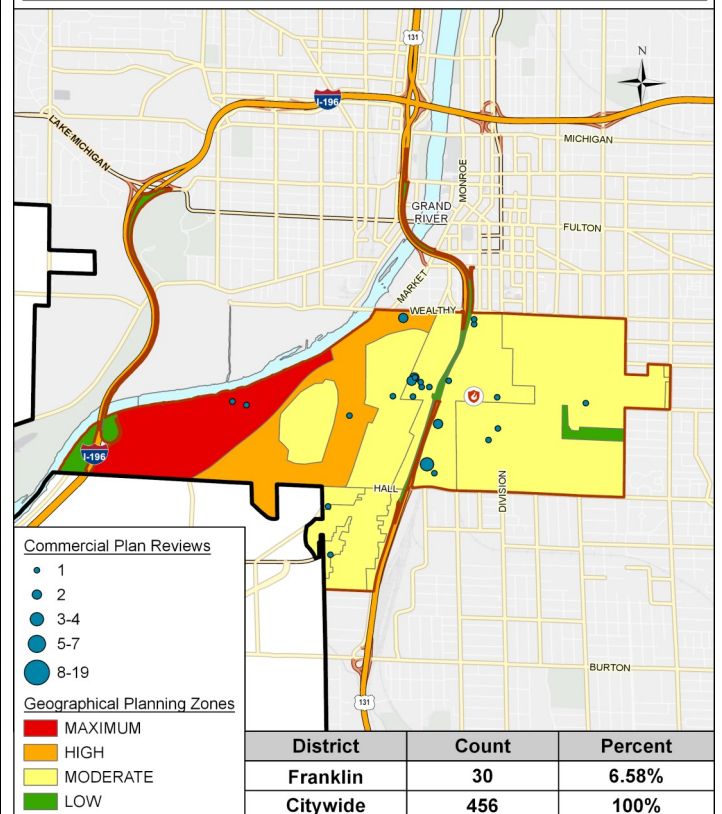 131
N
I-196
LAKE MICHIGAN
MICHIGAN
MONROE
GRAND
RIVER
FULTON
MARKET
WEALTHY
I-196
HALL
DIVISION
BURTON
131
Commercial Plan Reviews
1
2
3-4
5-7
8-19
Geographical Planning Zones
MAXIMUM
HIGH
MODERATE
LOW
District Count Percent
Franklin 30 6.58%
Citywide 456 100%